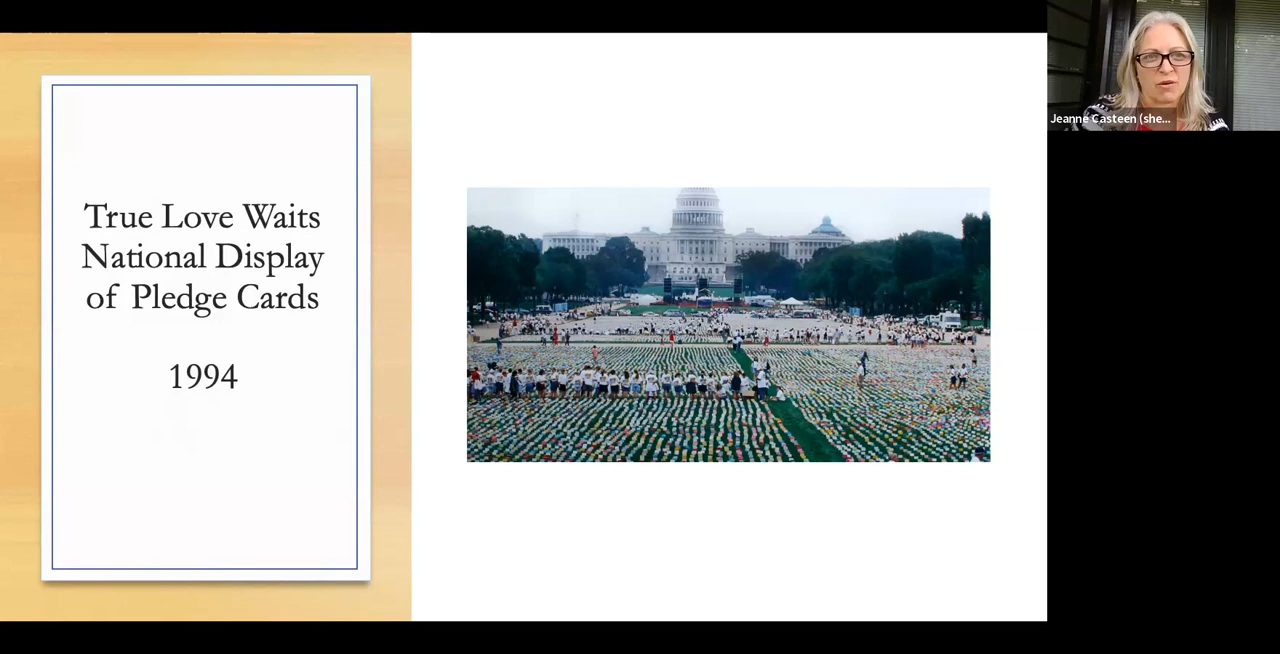 True Love Waits
National Display
of Pledge Cards
1994
Jeanne Casteen (she...